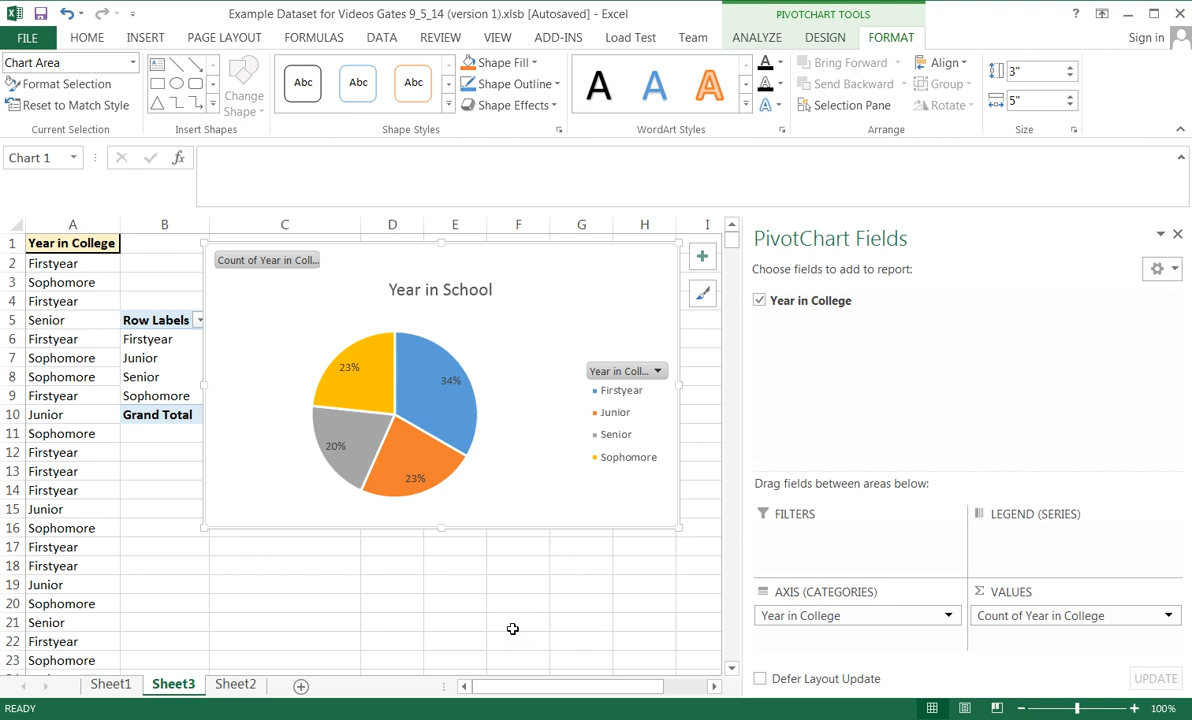 Example Dataset for Videos Gates 9_5_14 (version 1).xlsb [Autosaved] - Excel
PIVOTCHART TOOLS
?
FILE HOME INSERT PAGE LAYOUT FORMULAS DATA REVIEW VIEW ADD-INS Load Test Team ANALYZE DESIGN FORMAT Sign in
Chart Area
Format Selection
Reset to Match Style
Current Selection
Change
Shape
Insert Shapes
Abc Abc Abc
Shape Fill
Shape Outline
Shape Effects
Shape Styles
A A A
WordArt Styles
Bring Forward
Send Backward
Selection Pane
Align
Group
Rotate
Arrange
3"
5"
Size
Chart 1
fx
A B C D E F G H I
1 Year in College
2 Firstyear
3 Sophomore
4 Firstyear
5 Senior Row Labels
6 Firstyear Firstyear
7 Sophomore Junior
8 Sophomore Senior
9 Firstyear Sophomore
10 Junior Grand Total
11 Sophomore
12 Firstyear
13 Firstyear
14 Firstyear
15 Junior
16 Sophomore
17 Firstyear
18 Firstyear
19 Junior
20 Sophomore
21 Senior
22 Firstyear
23 Sophomore
Count of Year in Coll...
Year in School
23%
34%
20%
23%
Year in Coll...
Firstyear
Junior
Senior
Sophomore
PivotChart Fields
Choose fields to add to report:
Year in College
Drag fields between areas below:
FILTERS
LEGEND (SERIES)
AXIS (CATEGORIES)
Year in College
VALUES
Count of Year in College
Defer Layout Update
UPDATE
Sheet1 Sheet3 Sheet2
READY
100%